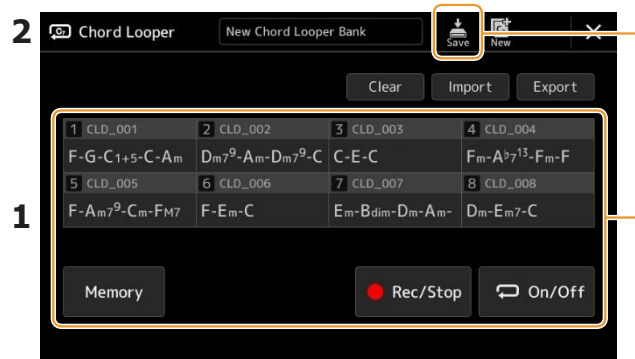 2
Chord Looper
New Chord Looper Bank
Save
New
Clear
Import
Export
1 CLD_001
2 CLD_002
3 CLD_003
4 CLD_004
F-G-C1+5-C-Am
Dm7⁹-Am-Dm7⁹-C
C-E-C
Fm-A♭7¹³-Fm-F
5 CLD_005
6 CLD_006
7 CLD_007
8 CLD_008
F-Am7⁹-Cm-FM7
F-Em-C
Em-Bdim-Dm-Am-
Dm-Em7-C
1
Memory
Rec/Stop
On/Off